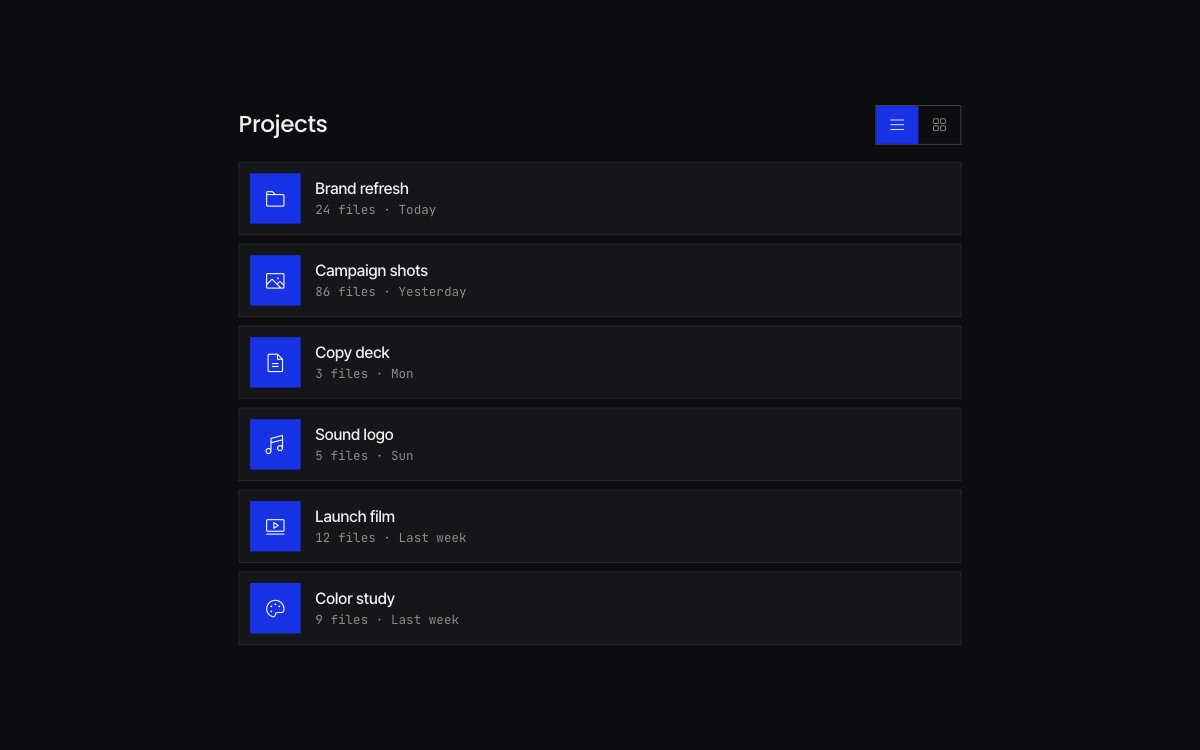 Projects
Brand refresh
24 files · Today
Campaign shots
86 files · Yesterday
Copy deck
3 files · Mon
Sound logo
5 files · Sun
Launch film
12 files · Last week
Color study
9 files · Last week